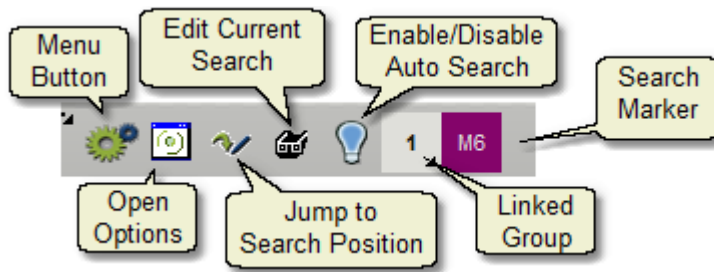 Menu
Button
Edit Current
Search
Enable/Disable
Auto Search
Search
Marker
1
M6
Open
Options
Jump to
Search Position
Linked
Group